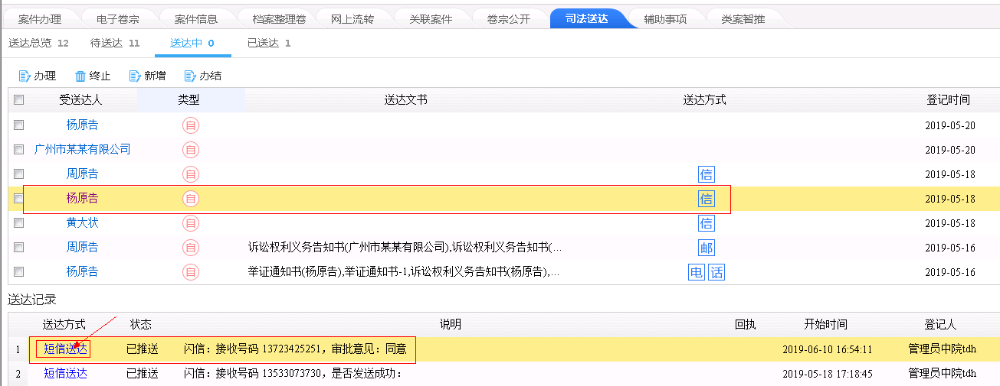 案件办理 电子卷宗 案件信息 档案整理卷 网上流转 关联案件 卷宗公开 司法送达 辅助事项 类案智推
送达总览 12 待送达 11 送达中 0 已送达 1
办理 终止 新增 办结
受送达人 类型 送达文书 送达方式 登记时间
杨原告 自 2019-05-20
广州市某某有限公司 自 2019-05-20
周原告 自 信 2019-05-18
杨原告 自 信 2019-05-18
黄大状 自 信 2019-05-18
周原告 自 诉讼权利义务告知书(广州市某某有限公司),诉讼权利义务告知书(... 邮 2019-05-16
杨原告 自 举证通知书(杨原告),举证通知书-1,诉讼权利义务告知书(杨原告),... 电 话 2019-05-16
送达记录
送达方式 状态 说明 回执 开始时间 登记人
1 短信送达 已推送 闪信：接收号码 13723425251，审批意见：同意 2019-06-10 16:54:11 管理员中院tdh
2 短信送达 已推送 闪信：接收号码 13533073730，是否发送成功： 2019-05-18 17:18:45 管理员中院tdh